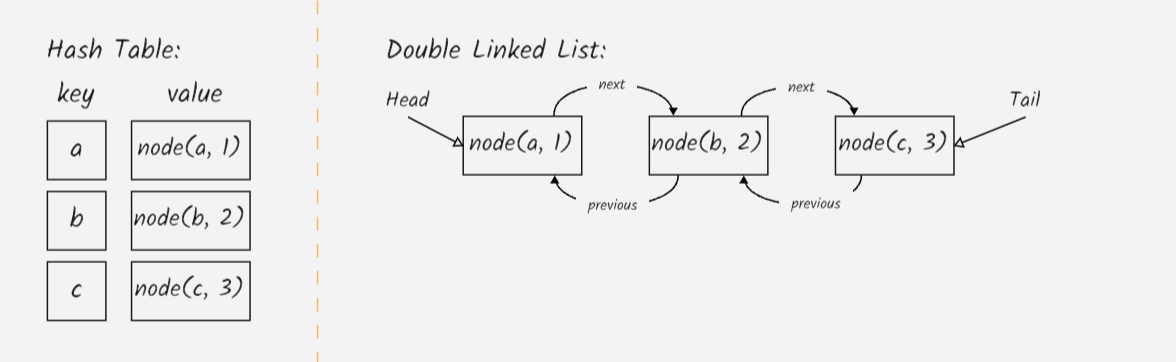 Hash Table:
key value
a node(a, 1)
b node(b, 2)
c node(c, 3)
Double Linked List:
next next
Head Tail
node(a, 1) node(b, 2) node(c, 3)
previous previous